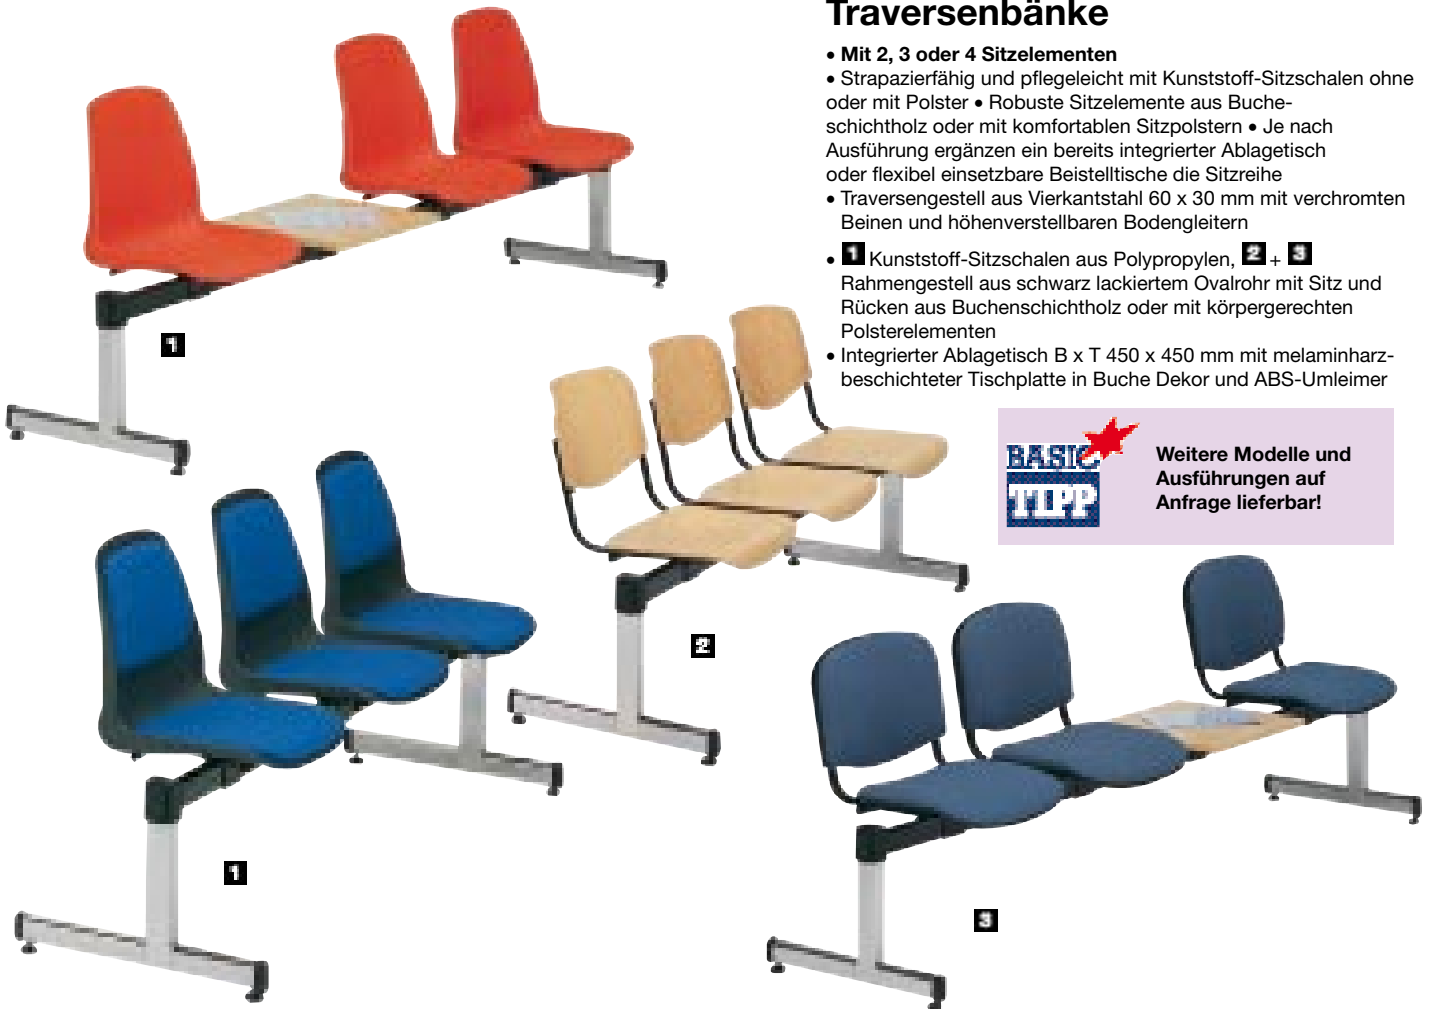 Traversenbänke
• Mit 2, 3 oder 4 Sitzelementen
• Strapazierfähig und pflegeleicht mit Kunststoff-Sitzschalen ohne
oder mit Polster • Robuste Sitzelemente aus Buche-
schichtholz oder mit komfortablen Sitzpolstern • Je nach
Ausführung ergänzen ein bereits integrierter Ablagetisch
oder flexibel einsetzbare Beistelltische die Sitzreihe
• Traversengestell aus Vierkantstahl 60 x 30 mm mit verchromten
Beinen und höhenverstellbaren Bodengleitern
• 1 Kunststoff-Sitzschalen aus Polypropylen, 2 + 3
Rahmengestell aus schwarz lackiertem Ovalrohr mit Sitz und
Rücken aus Buchenschichtholz oder mit körpergerechten
Polsterelementen
• Integrierter Ablagetisch B x T 450 x 450 mm mit melaminharz-
beschichteter Tischplatte in Buche Dekor und ABS-Umleimer
BASIC
TIPP
Weitere Modelle und
Ausführungen auf
Anfrage lieferbar!
1
2
1
3